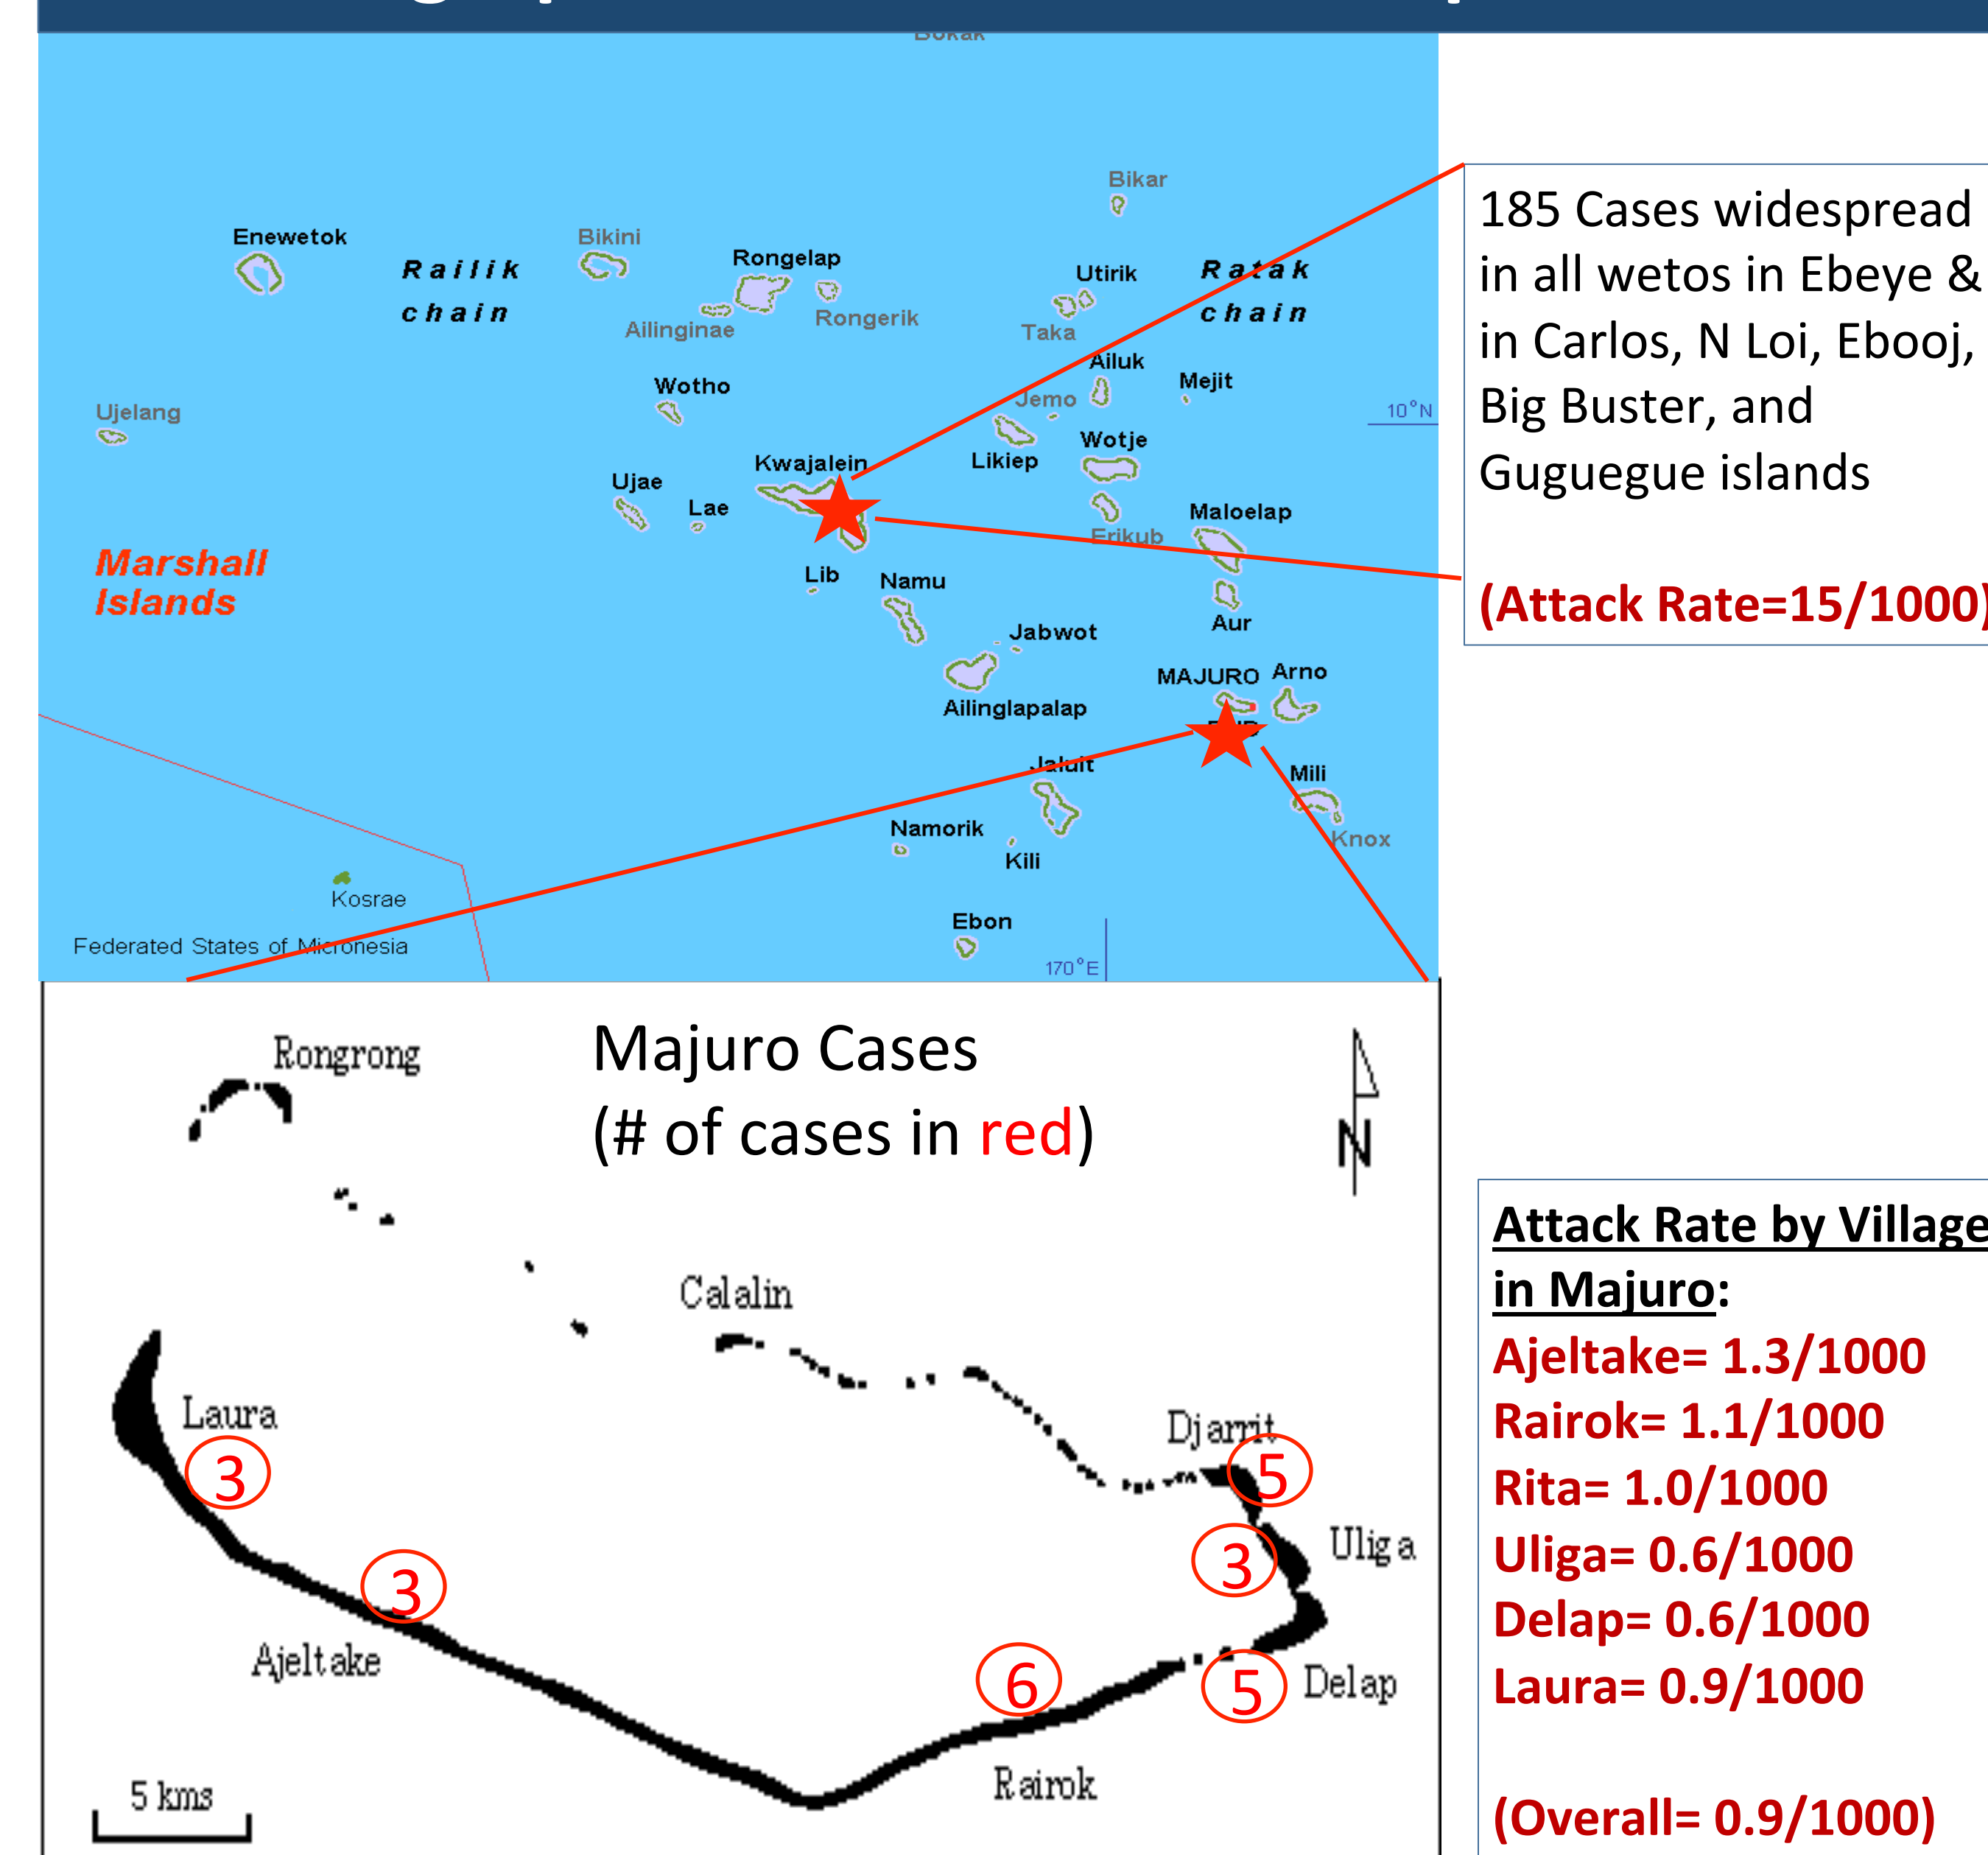 Bikar
Enewetok
Bikini
Railik
chain
Rongelap
Ailinginae
Rongerik
Utirik
Taka
Ratak
chain
Ailuk
Mejit
Wotho
Jemo
10°N
Ujelang
Likiep
Wotje
Kwajalein
Ujae
Lae
Erikub
Maloelap
Marshall
Islands
Lib
Namu
Aur
Jabwot
MAJURO
Arno
Ailinglapalap
Jaluit
Mili
Knox
Namorik
Kili
Kosrae
Ebon
Federated States of Micronesia
170°E
185 Cases widespread
in all wetos in Ebeye &
in Carlos, N Loi, Ebooj,
Big Buster, and
Guguegue islands
(Attack Rate=15/1000)
Majuro Cases
(# of cases in red)
Rongrong
N
Calalin
Laura
3
Djarrit
5
Uliga
3
3
Ajeltake
6
5
Delap
Rairok
5 kms
Attack Rate by Village
in Majuro:
Ajeltake= 1.3/1000
Rairok= 1.1/1000
Rita= 1.0/1000
Uliga= 0.6/1000
Delap= 0.6/1000
Laura= 0.9/1000
(Overall= 0.9/1000)